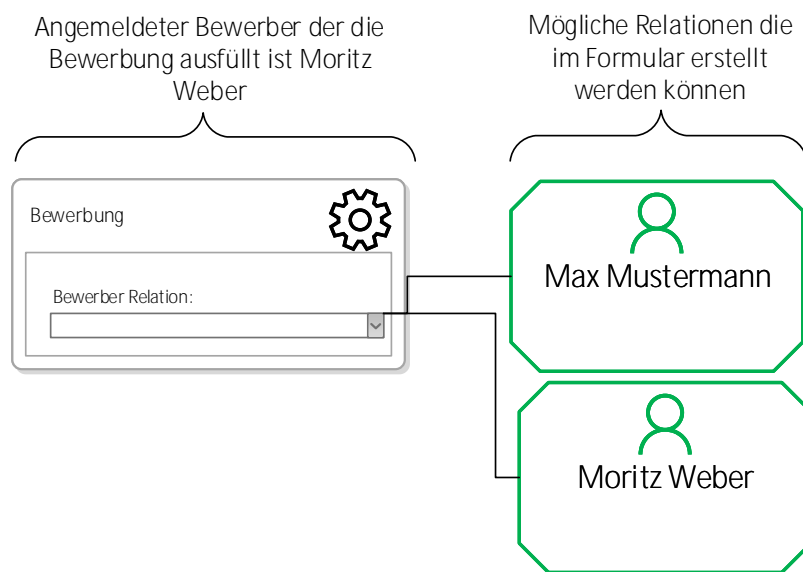 Angemeldeter Bewerber der die
Bewerbung ausfüllt ist Moritz
Weber
Mögliche Relationen die
im Formular erstellt
werden können
Bewerbung
Bewerber Relation:
Max Mustermann
Moritz Weber